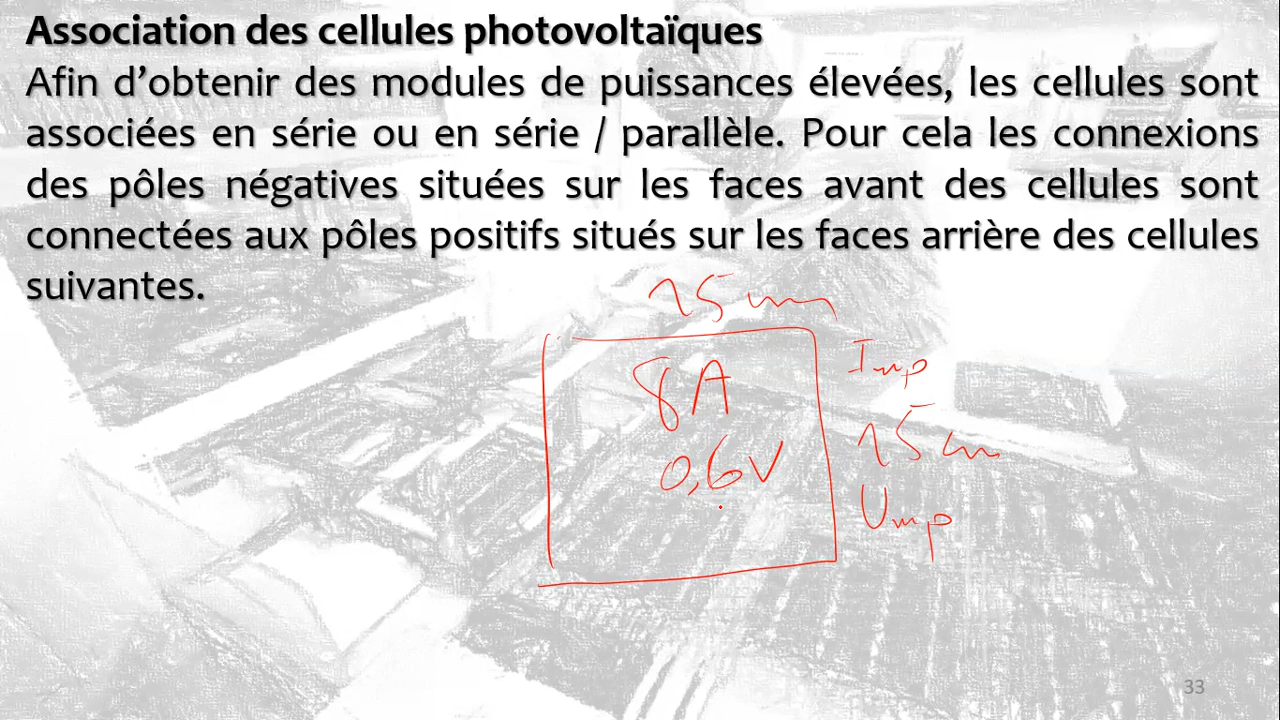 Association des cellules photovoltaïques
Afin d’obtenir des modules de puissances élevées, les cellules sont
associées en série ou en série / parallèle. Pour cela les connexions
des pôles négatives situées sur les faces avant des cellules sont
connectées aux pôles positifs situés sur les faces arrière des cellules
suivantes.
15 cm
8A
Imp
0,6V
15 cm
Ump
33